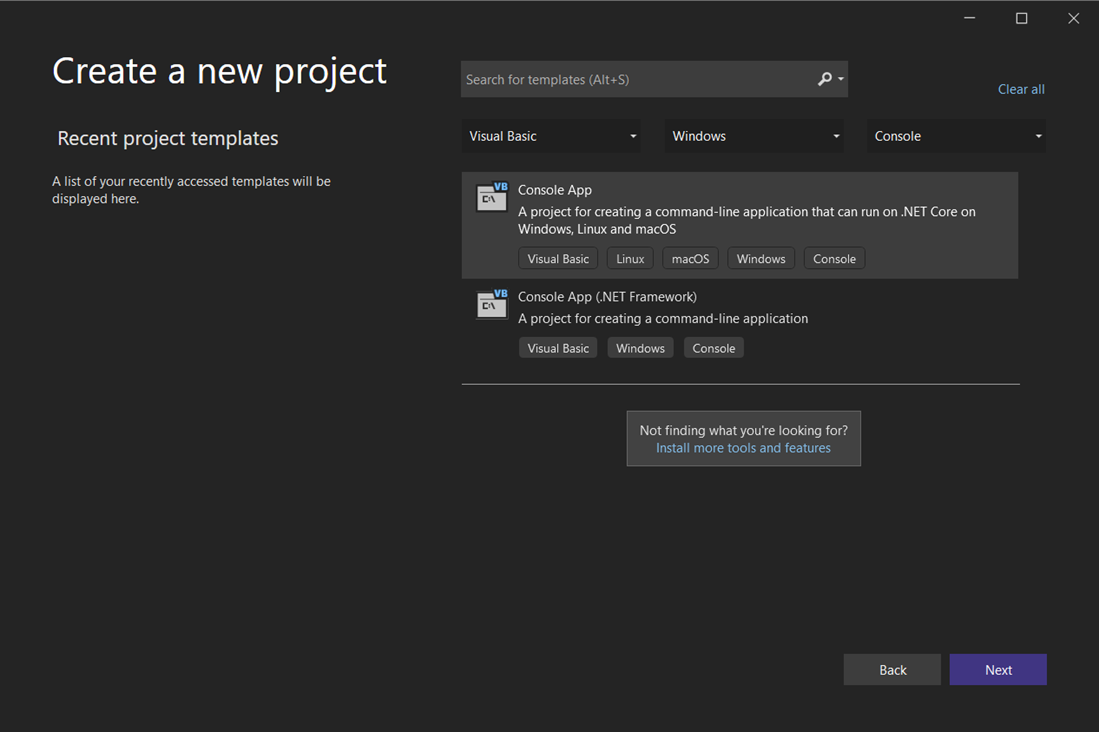 Create a new project
Search for templates (Alt+S)
Clear all
Recent project templates
Visual Basic
Windows
Console
A list of your recently accessed templates will be
displayed here.
VB
C:\
Console App
A project for creating a command-line application that can run on .NET Core on
Windows, Linux and macOS
Visual Basic
Linux
macOS
Windows
Console
VB
C:\
Console App (.NET Framework)
A project for creating a command-line application
Visual Basic
Windows
Console
Not finding what you're looking for?
Install more tools and features
Back
Next